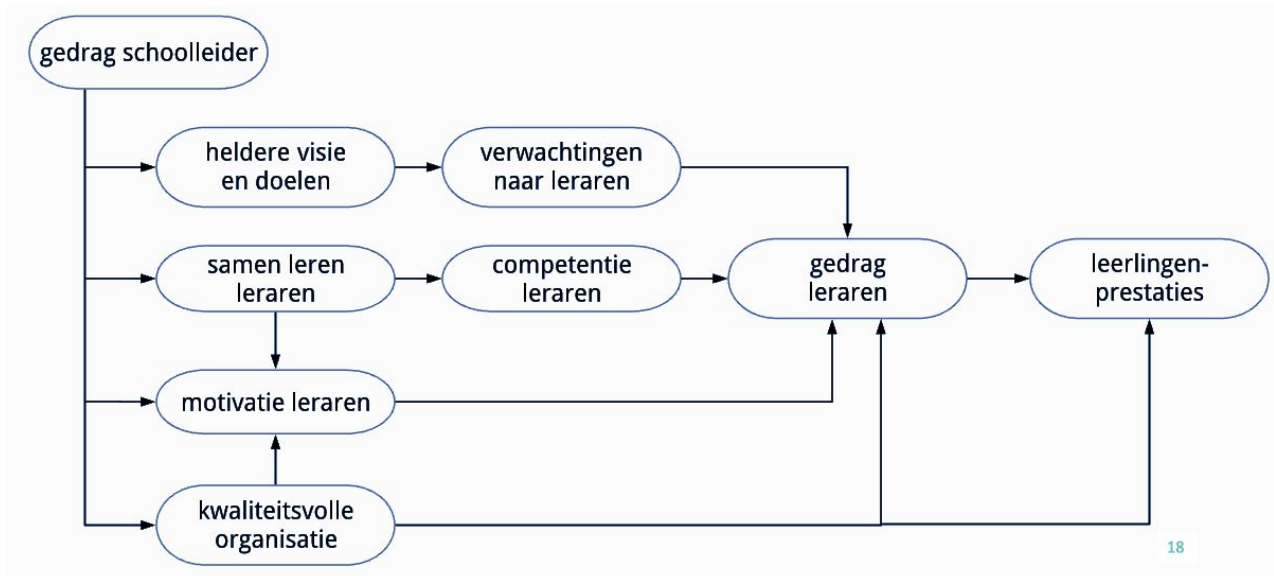 gedrag schoolleider
heldere visie
en doelen
verwachtingen
naar leraren
samen leren
leraren
competentie
leraren
gedrag
leraren
leerlingen-
prestaties
motivatie leraren
kwaliteitsvolle
organisatie
18